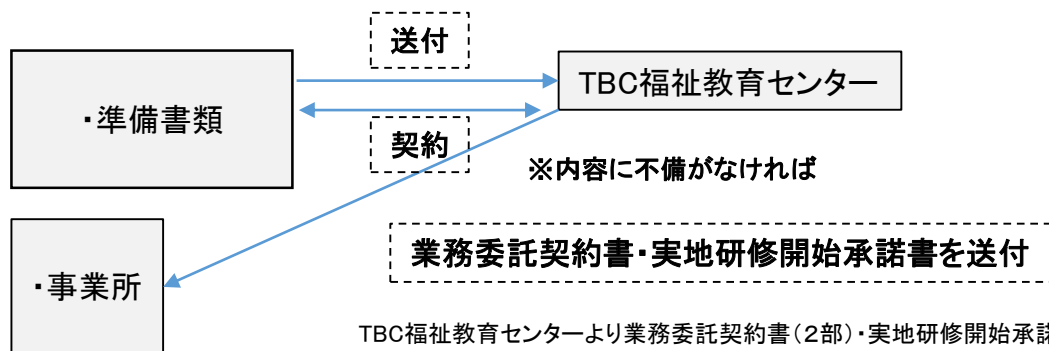 送付
・準備書類
TBC福祉教育センター
契約
※内容に不備がなければ
業務委託契約書・実地研修開始承諾書を送付
・事業所
TBC福祉教育センターより業務委託契約書(2部)・実地研修開始承諾